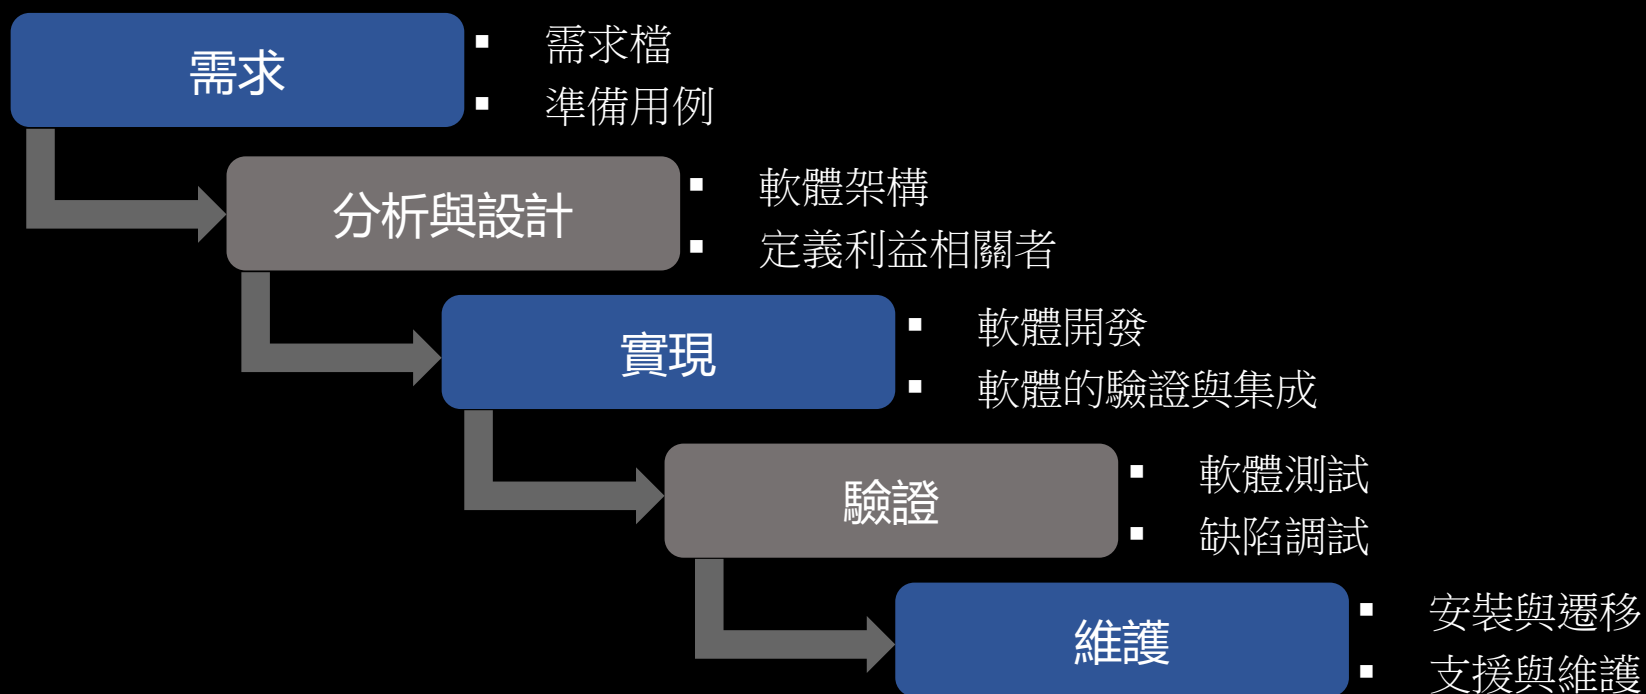 需求
▪ 需求檔
▪ 準備用例
分析與設計
▪ 軟體架構
▪ 定義利益相關者
實現
▪ 軟體開發
▪ 軟體的驗證與集成
驗證
▪ 軟體測試
▪ 缺陷调試
維護
▪ 安裝與遷移
▪ 支援與維護